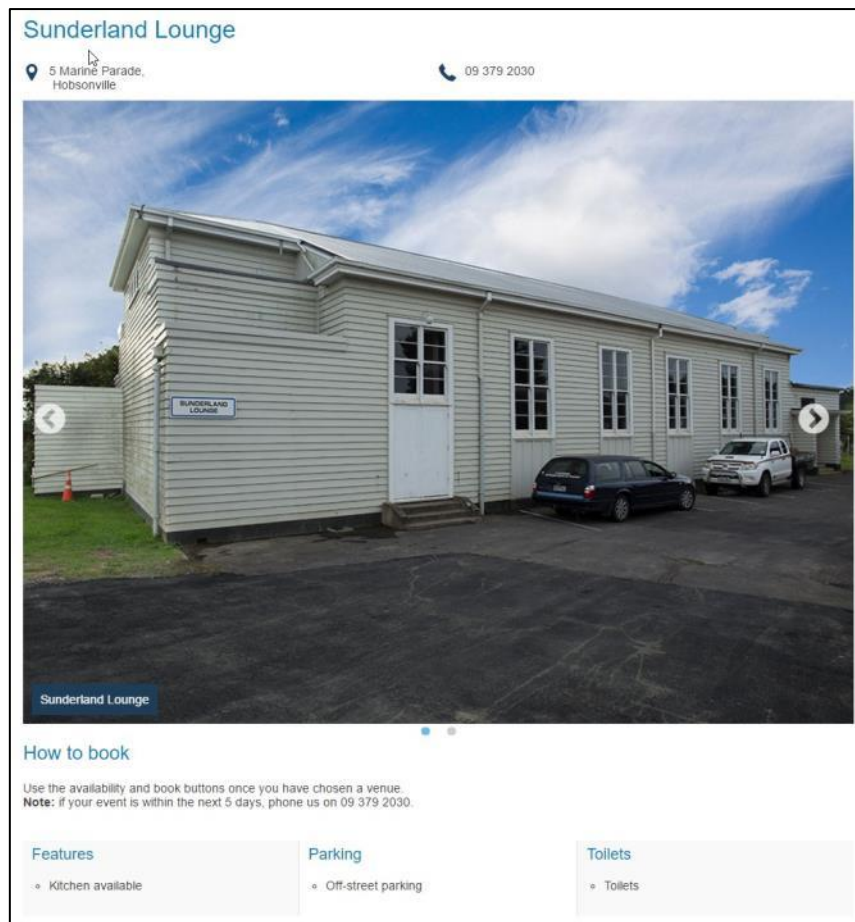 Sunderland Lounge
5 Marine Parade,
Hobsonville
09 379 2030
SUNDERLAND
LOUNGE
Sunderland Lounge
How to book
Use the availability and book buttons once you have chosen a venue.
Note: if your event is within the next 5 days, phone us on 09 379 2030.
Features
Kitchen available
Parking
Off-street parking
Toilets
Toilets